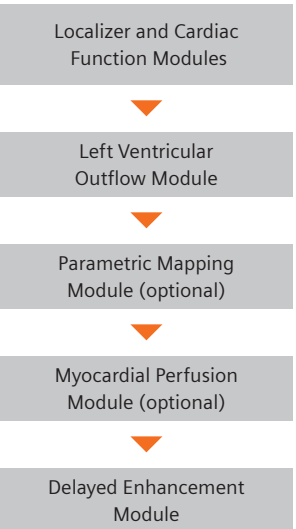 Localizer and Cardiac
Function Modules
Left Ventricular
Outflow Module
Parametric Mapping
Module (optional)
Myocardial Perfusion
Module (optional)
Delayed Enhancement
Module